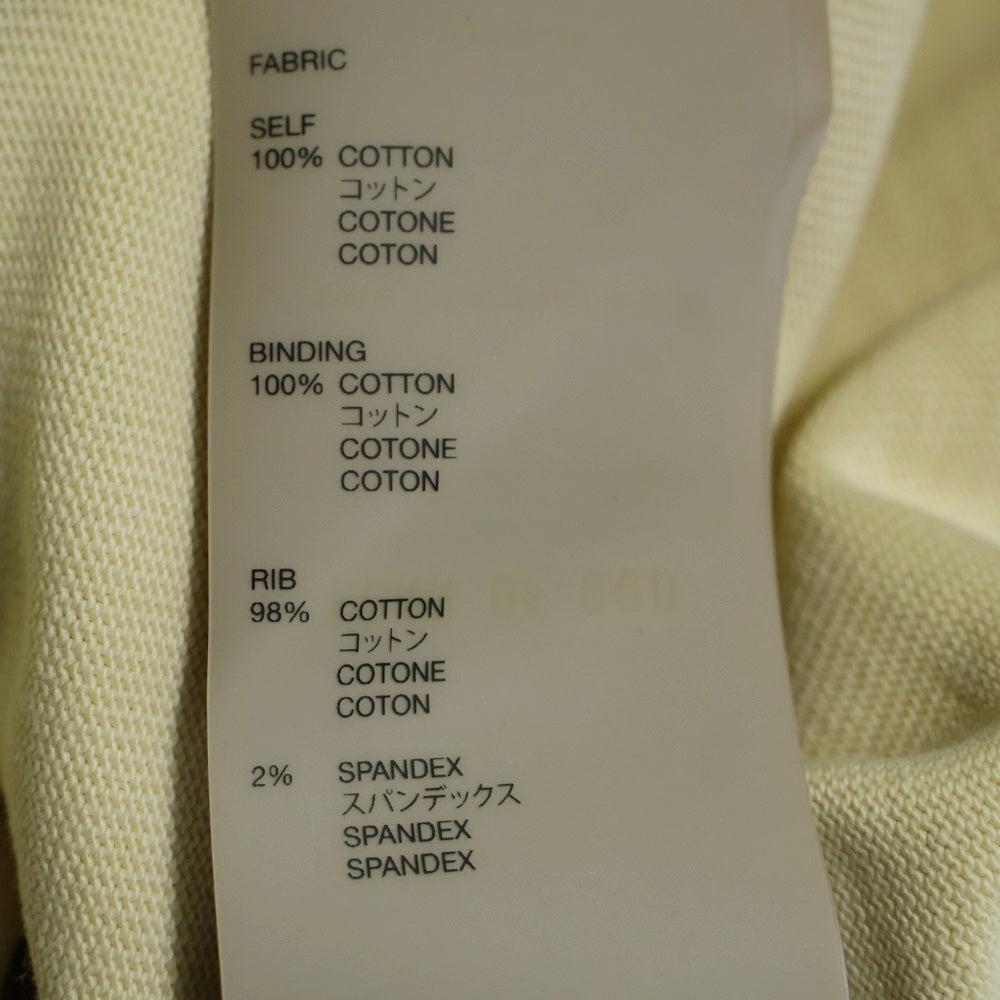 FABRIC
SELF
100% COTTON
コットン
COTONE
COTON
BINDING
100% COTTON
コットン
COTONE
COTON
RIB
98% COTTON
コットン
COTONE
COTON
2% SPANDEX
スパンデックス
SPANDEX
SPANDEX